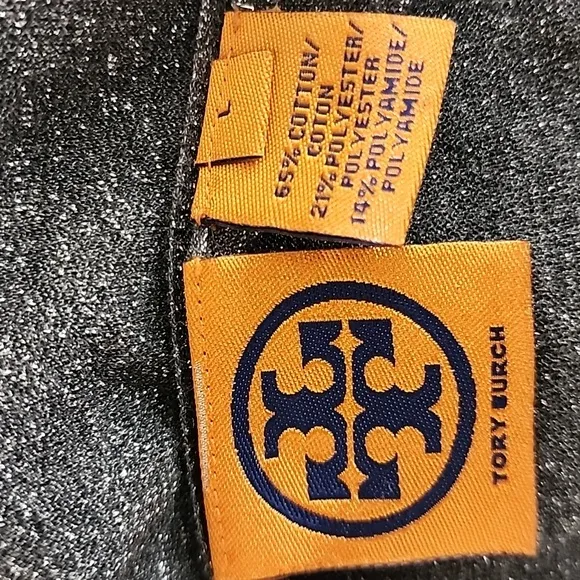 L
65% COTTON/
COTON
21% POLYESTER/
POLYESTER
14% POLYAMIDE/
POLYAMIDE
TORY BURCH